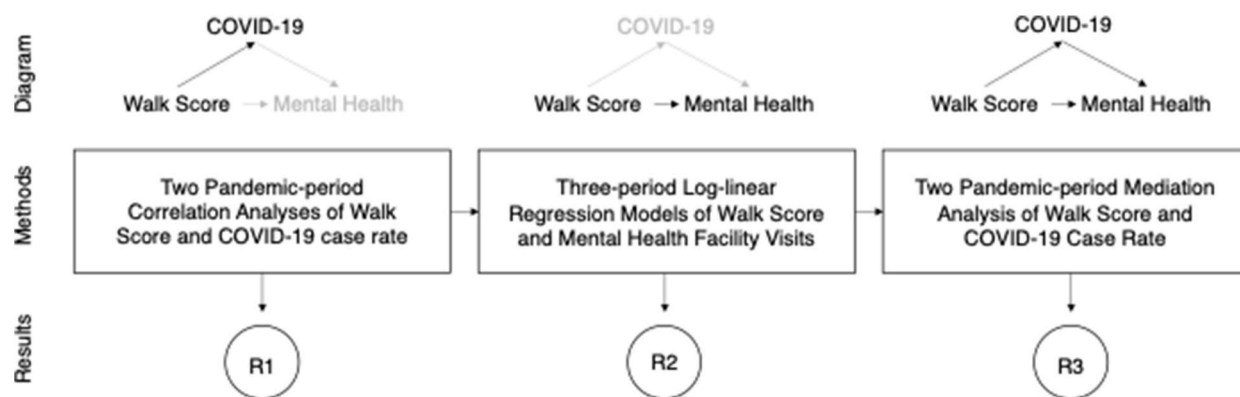 Diagram
COVID-19
Walk Score
Mental Health
COVID-19
Walk Score
Mental Health
COVID-19
Walk Score
Mental Health
Methods
Two Pandemic-period
Correlation Analyses of Walk
Score and COVID-19 case rate
Three-period Log-linear
Regression Models of Walk Score
and Mental Health Facility Visits
Two Pandemic-period Mediation
Analysis of Walk Score and
COVID-19 Case Rate
Results
R1
R2
R3